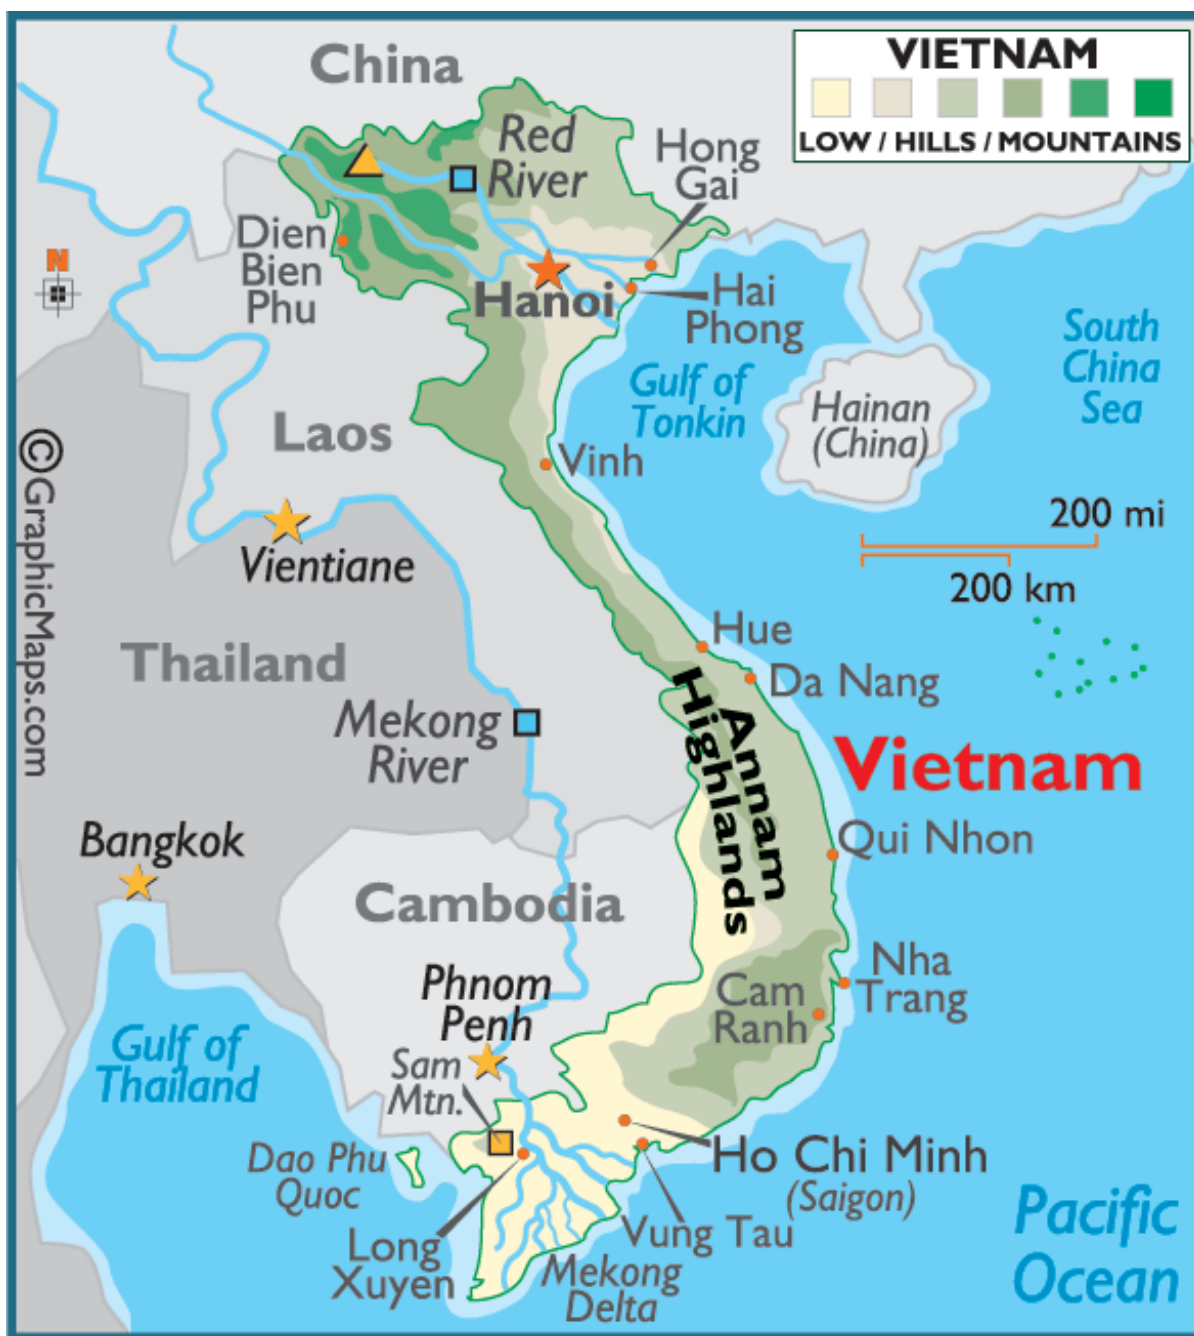 VIETNAM
LOW / HILLS / MOUNTAINS
China
Red
River
Hong
Gai
Dien
Bien
Phu
N
Hanoi
Hai
Phong
Gulf of
Tonkin
South
China
Sea
Hainan
(China)
Laos
Vinh
©GraphicMaps.com
Vientiane
200 mi
200 km
Thailand
Hue
Da Nang
Annam
Highlands
Mekong
River
Vietnam
Bangkok
Qui Nhon
Cambodia
Phnom
Penh
Nha
Trang
Cam
Ranh
Gulf of
Thailand
Sam
Mtn.
Dao Phu
Quoc
Ho Chi Minh
(Saigon)
Long
Xuyen
Vung Tau
Mekong
Delta
Pacific
Ocean